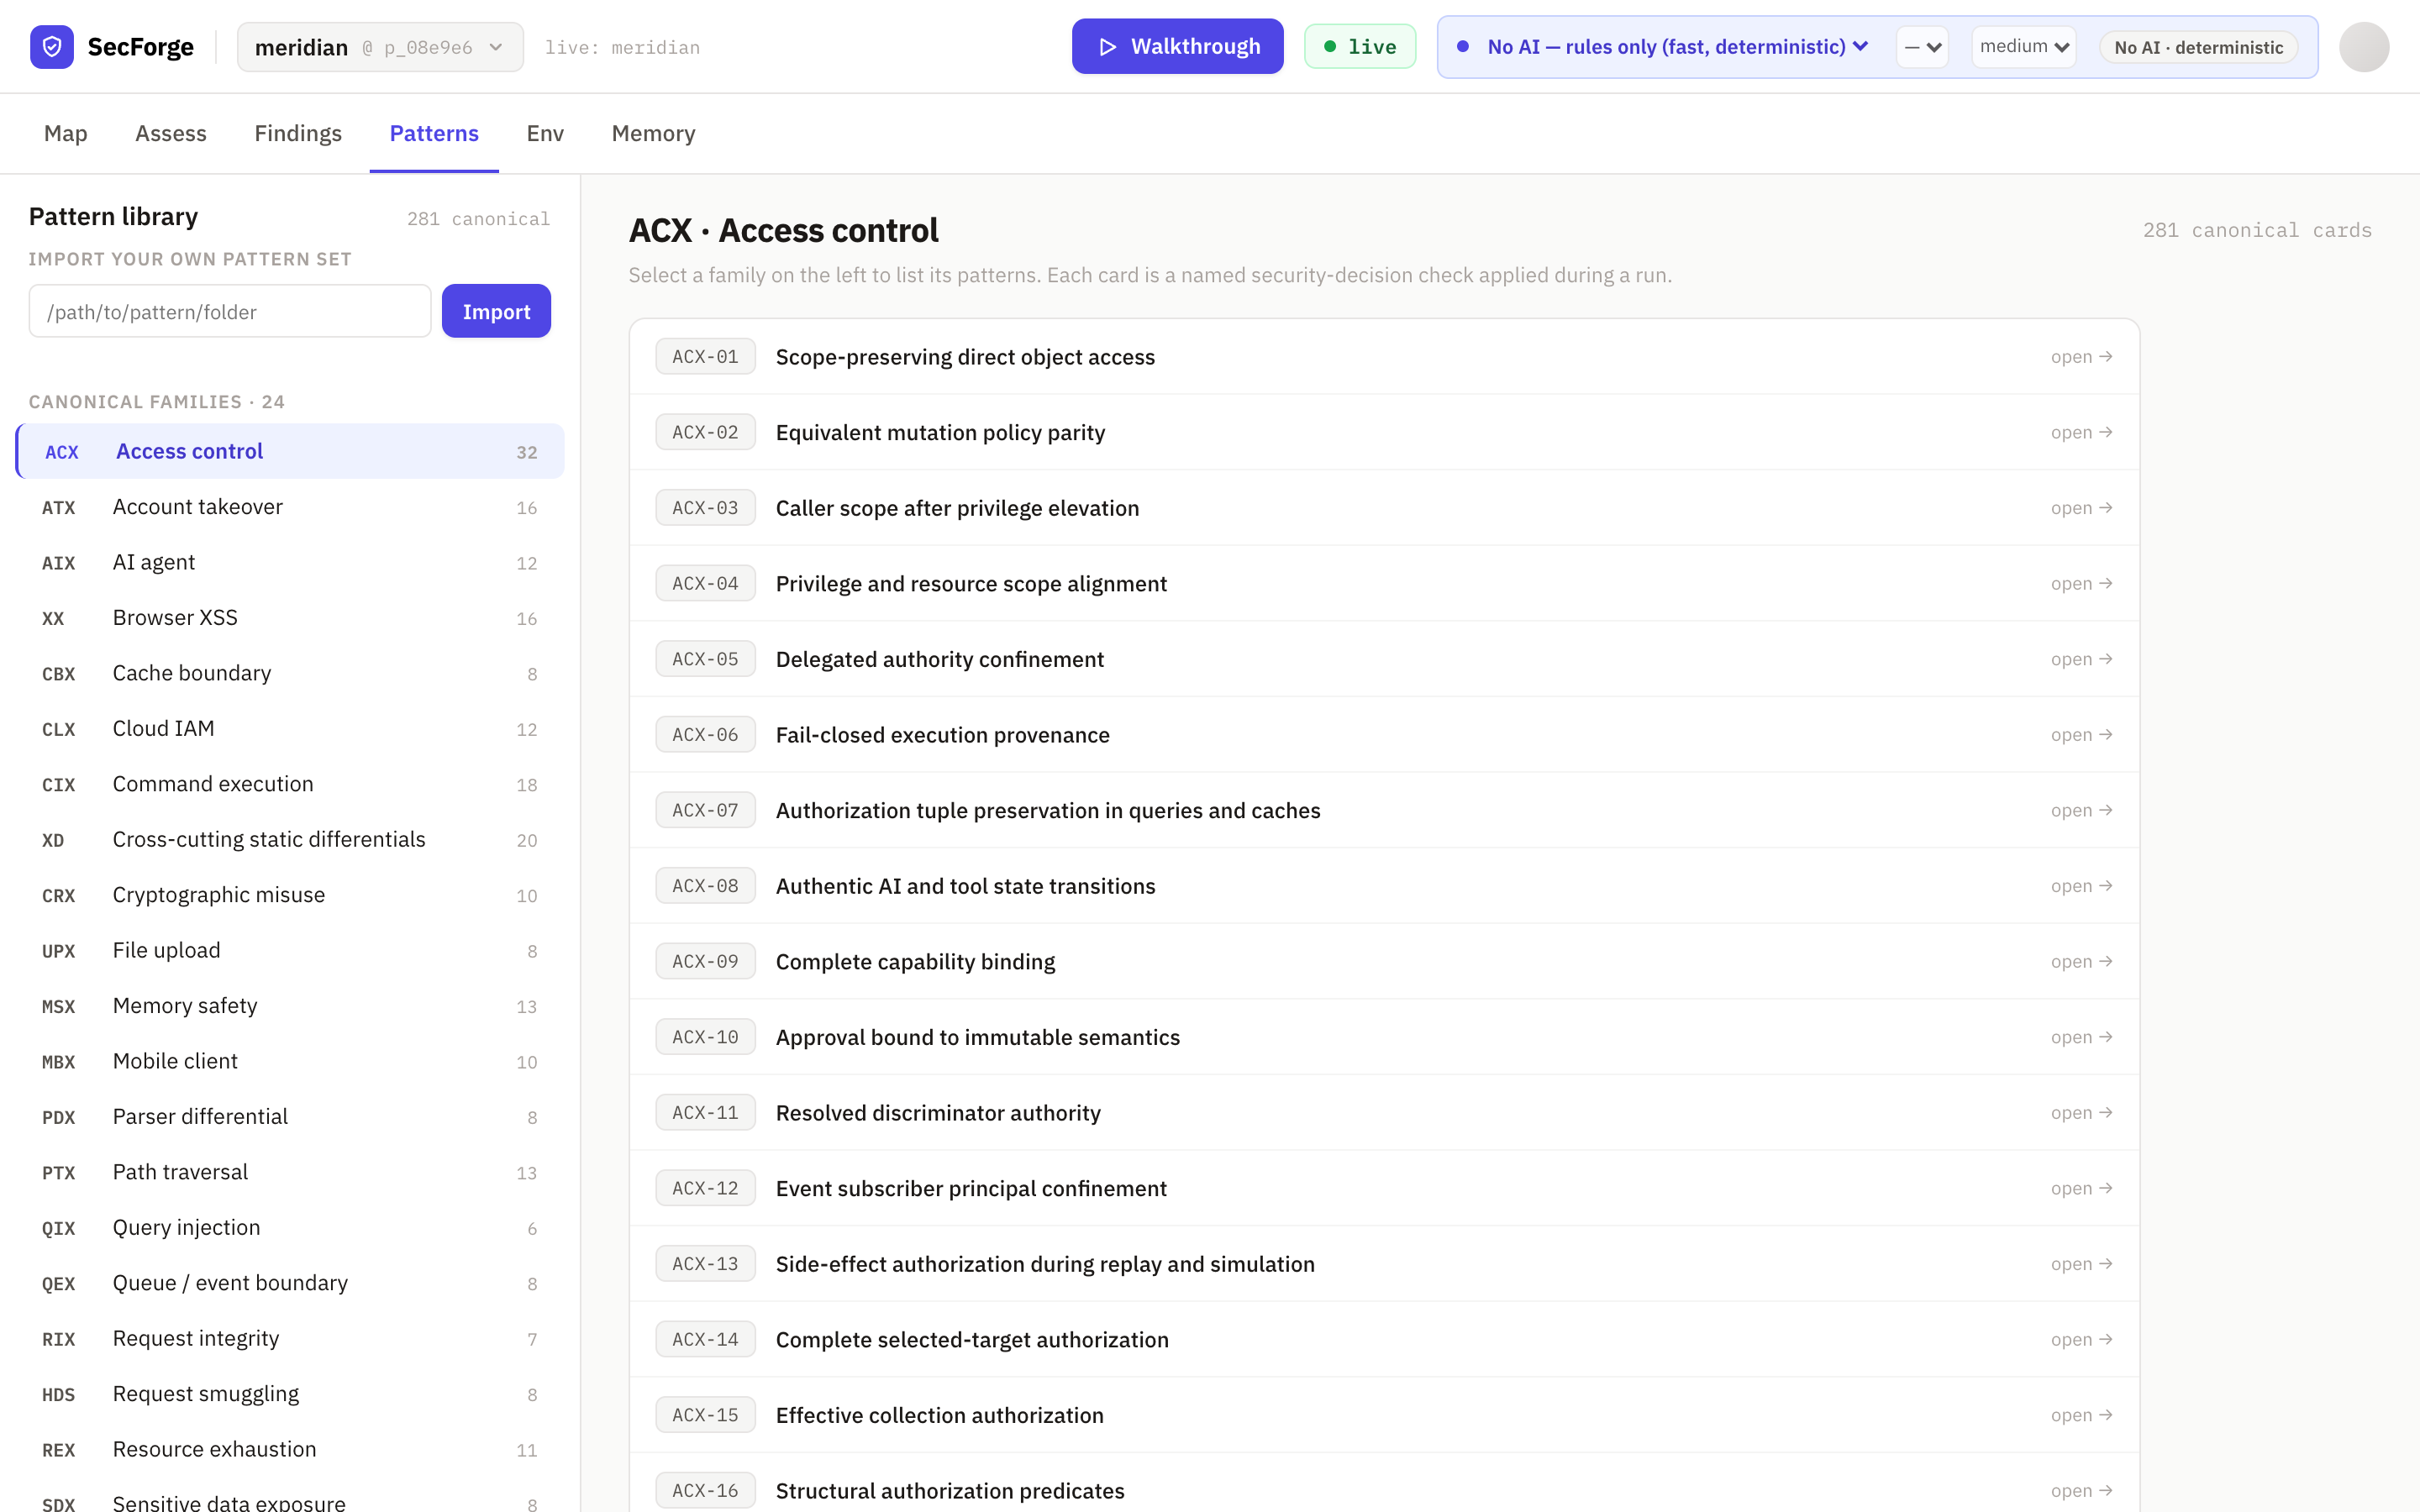 SecForge
meridian @ p_08e9e6
live: meridian
Walkthrough
live
No AI — rules only (fast, deterministic)
—
medium
No AI · deterministic
Map Assess Findings Patterns Env Memory
Pattern library 281 canonical
IMPORT YOUR OWN PATTERN SET
/path/to/pattern/folder Import
CANONICAL FAMILIES · 24
ACX Access control 32
ATX Account takeover 16
AIX AI agent 12
XX Browser XSS 16
CBX Cache boundary 8
CLX Cloud IAM 12
CIX Command execution 18
XD Cross-cutting static differentials 20
CRX Cryptographic misuse 10
UPX File upload 8
MSX Memory safety 13
MBX Mobile client 10
PDX Parser differential 8
PTX Path traversal 13
QIX Query injection 6
QEX Queue / event boundary 8
RIX Request integrity 7
HDS Request smuggling 8
REX Resource exhaustion 11
SDX Sensitive data exposure 8
ACX · Access control 281 canonical cards
Select a family on the left to list its patterns. Each card is a named security-decision check applied during a run.
ACX-01 Scope-preserving direct object access open →
ACX-02 Equivalent mutation policy parity open →
ACX-03 Caller scope after privilege elevation open →
ACX-04 Privilege and resource scope alignment open →
ACX-05 Delegated authority confinement open →
ACX-06 Fail-closed execution provenance open →
ACX-07 Authorization tuple preservation in queries and caches open →
ACX-08 Authentic AI and tool state transitions open →
ACX-09 Complete capability binding open →
ACX-10 Approval bound to immutable semantics open →
ACX-11 Resolved discriminator authority open →
ACX-12 Event subscriber principal confinement open →
ACX-13 Side-effect authorization during replay and simulation open →
ACX-14 Complete selected-target authorization open →
ACX-15 Effective collection authorization open →
ACX-16 Structural authorization predicates open →